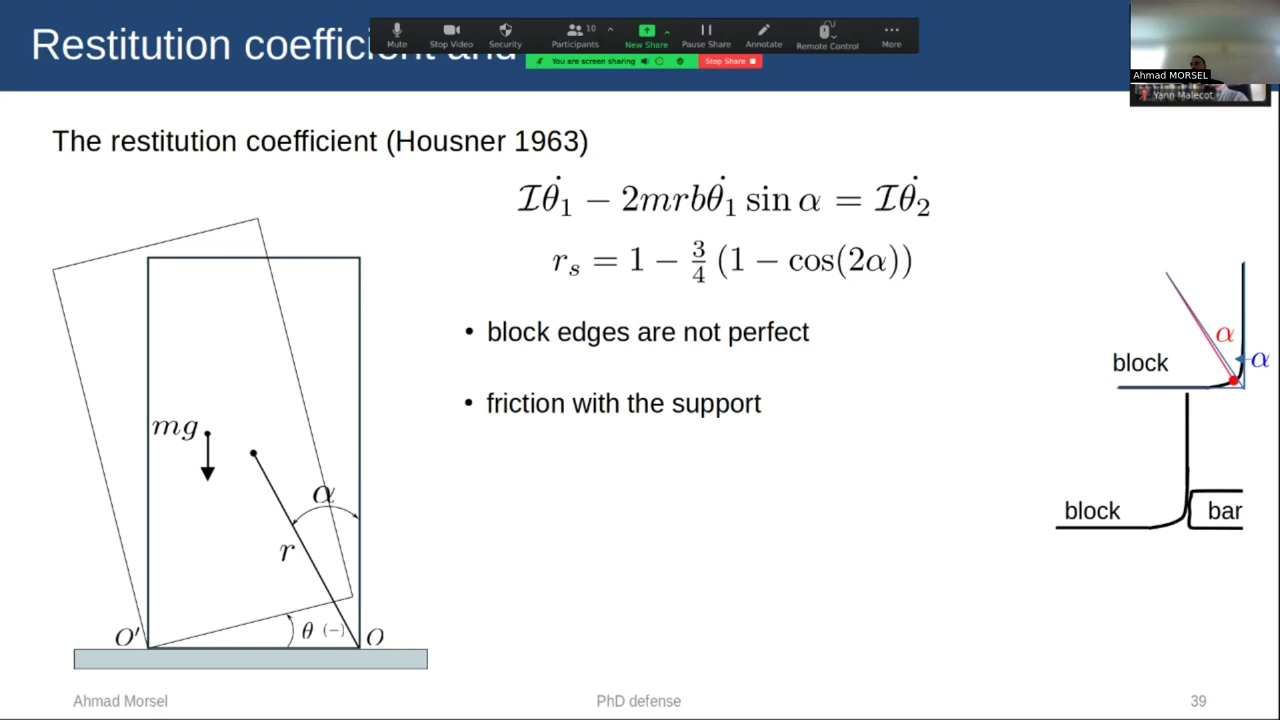 Restitution coeffici
and
Mute
Stop Video
Security
Participants
10
New Share
Pause Share
Annotate
Remote Control
More
You are screen sharing
Stop Share
Ahmad MORSEL
Yann Malecot
The restitution coefficient (Housner 1963)
ℐθ̇₁ − 2mrbθ̇₁ sin α = ℐθ̇₂
rₛ = 1 − 3/4 (1 − cos(2α))
• block edges are not perfect
• friction with the support
α
α
block
block
bar
mg
α
r
O′
θ (−)
O
Ahmad Morsel
PhD defense
39